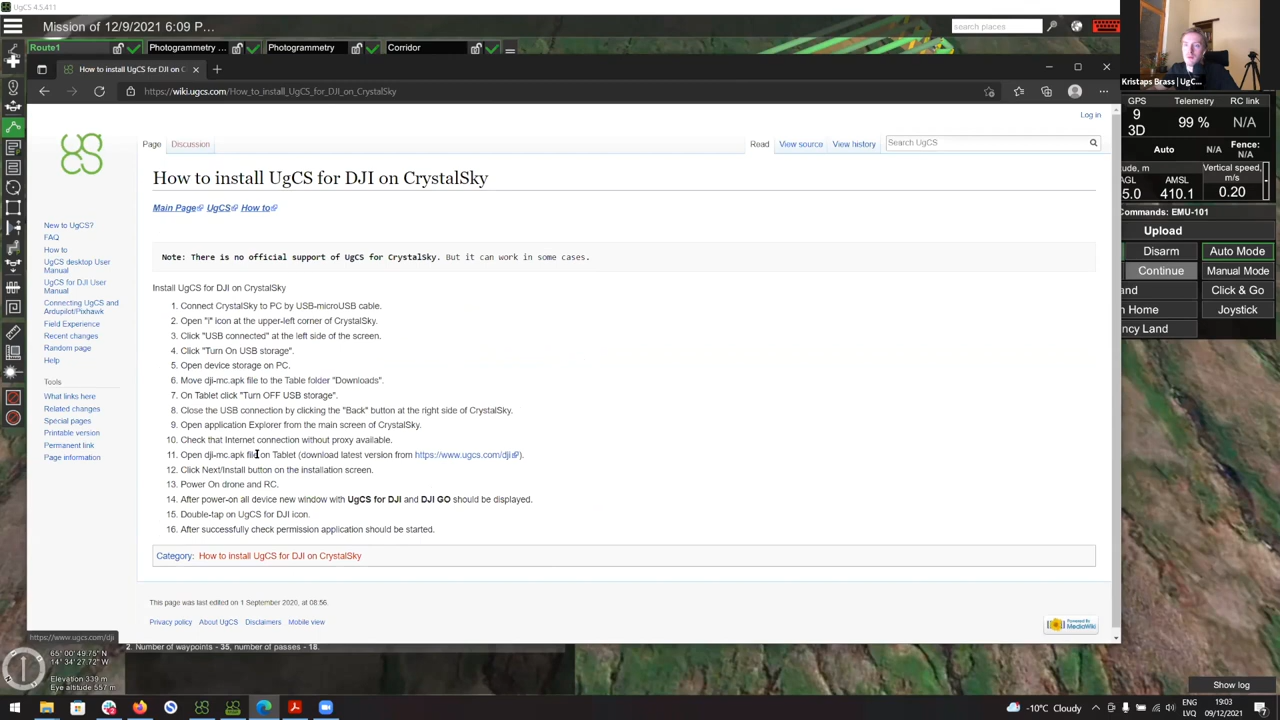 UgCS 4.5.411
Mission of 12/9/2021 6:09 P...
search places
Route1
Photogrammetry ...
Photogrammetry
Corridor
How to install UgCS for DJI on C
https://wiki.ugcs.com/How_to_install_UgCS_for_DJI_on_CrystalSky
Kristaps Brass | UgC...
GPS
Telemetry
RC link
9
3D
99 %
N/A
Auto
N/A
Fence:
N/A
Vertical speed,
m/s
AGL
AMSL
5.0
410.1
0.20
Commands: EMU-101
Upload
Disarm
Auto Mode
Continue
Manual Mode
Click & Go
Joystick
Log in
Page
Discussion
Read
View source
View history
Search UgCS
UgCS
How to install UgCS for DJI on CrystalSky
Main Page UgCS How to
New to UgCS?
FAQ
How to
UgCS desktop User
Manual
UgCS for DJI User
Manual
Connecting UgCS and
Ardupilot/Pixhawk
Field Experience
Recent changes
Random page
Help
Tools
What links here
Related changes
Special pages
Printable version
Permanent link
Page information
Note: There is no official support of UgCS for CrystalSky. But it can work in some cases.
Install UgCS for DJI on CrystalSky
1. Connect CrystalSky to PC by USB-microUSB cable.
2. Open "i" icon at the upper-left corner of CrystalSky.
3. Click "USB connected" at the left side of the screen.
4. Click "Turn On USB storage".
5. Open device storage on PC.
6. Move dji-mc.apk file to the Table folder "Downloads".
7. On Tablet click "Turn OFF USB storage".
8. Close the USB connection by clicking the "Back" button at the right side of CrystalSky.
9. Open application Explorer from the main screen of CrystalSky.
10. Check that Internet connection without proxy available.
11. Open dji-mc.apk file on Tablet (download latest version from https://www.ugcs.com/dji).
12. Click Next/Install button on the installation screen.
13. Power On drone and RC.
14. After power-on all device new window with UgCS for DJI and DJI GO should be displayed.
15. Double-tap on UgCS for DJI icon.
16. After successfully check permission application should be started.
Category: How to install UgCS for DJI on CrystalSky
This page was last edited on 1 September 2020, at 08:56.
Privacy policy
About UgCS
Disclaimers
Mobile view
Powered By
MediaWiki
https://www.ugcs.com/dji
2. Number of waypoints - 35, number of passes - 18.
65° 00' 49.75" N
14° 34' 27.72" W
Elevation 339 m
Eye altitude 557 m
Show log
-10°C Cloudy
ENG
LVQ
19:03
09/12/2021
7